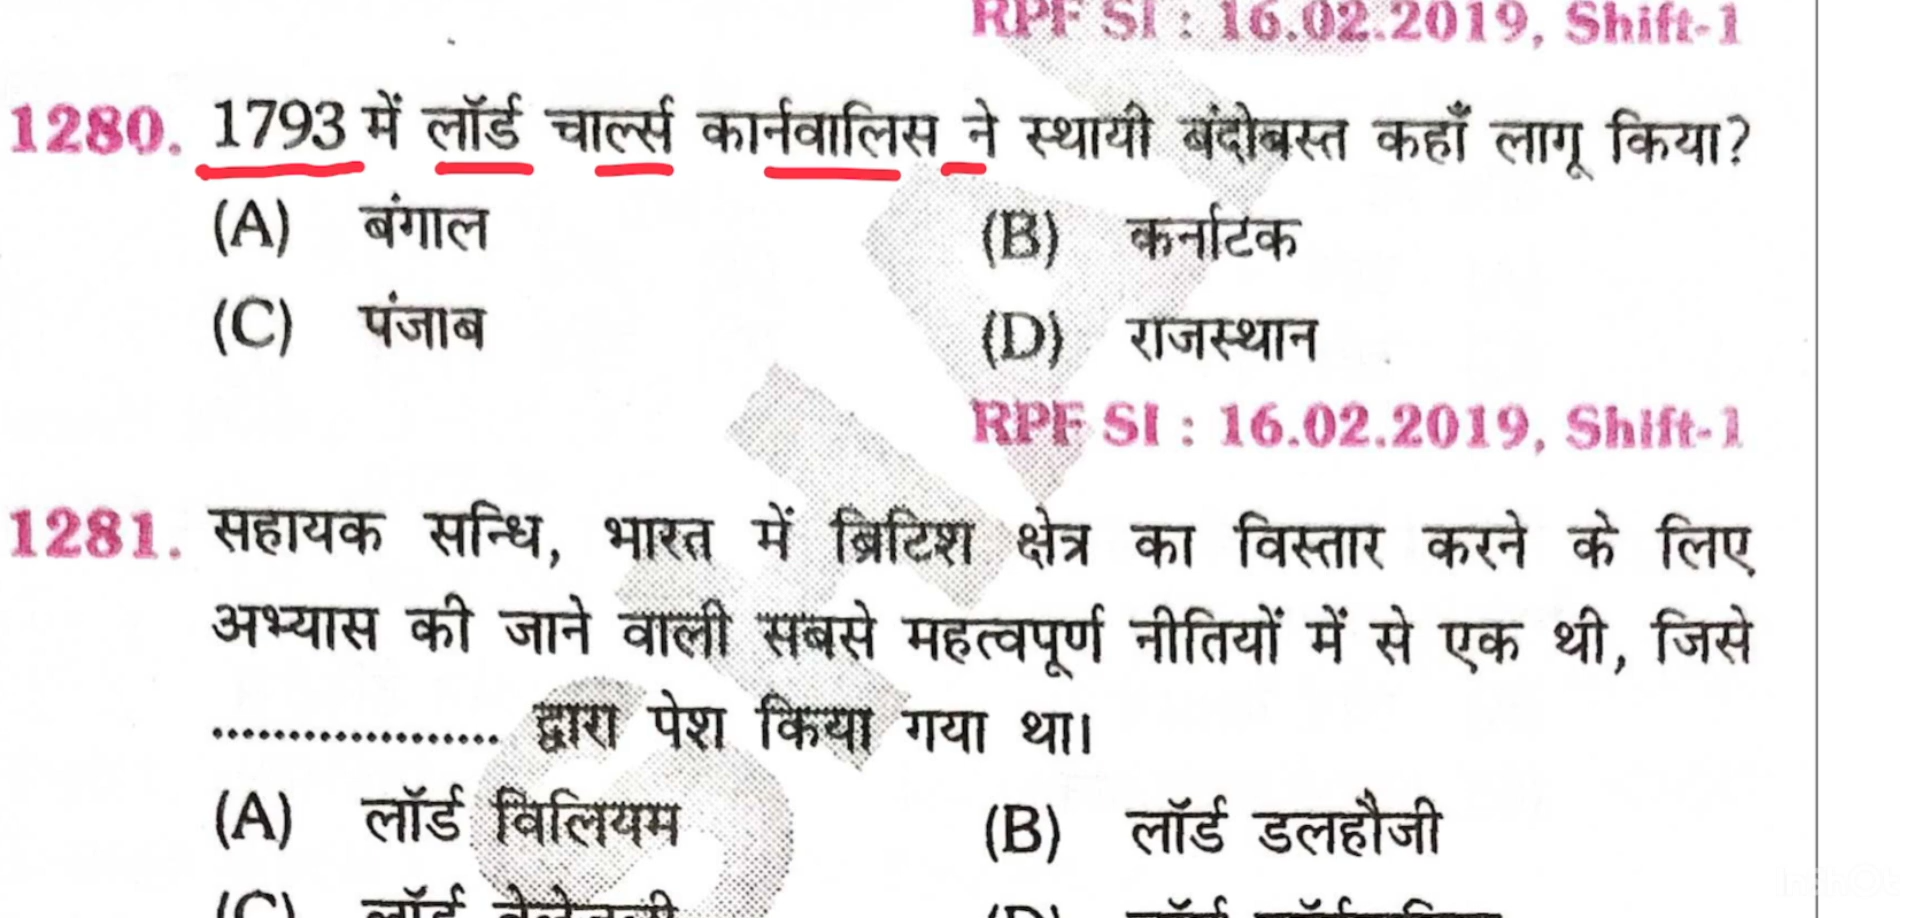 RPF SI : 16.02.2019, Shift-1
1280. 1793 में लॉर्ड चार्ल्स कार्नवालिस ने स्थायी बंदोबस्त कहाँ लागू किया?
(A) बंगाल (B) कर्नाटक
(C) पंजाब (D) राजस्थान
RPF SI : 16.02.2019, Shift-1
1281. सहायक सन्धि, भारत में ब्रिटिश क्षेत्र का विस्तार करने के लिए
अभ्यास की जाने वाली सबसे महत्वपूर्ण नीतियों में से एक थी, जिसे
................... द्वारा पेश किया गया था।
(A) लॉर्ड विलियम (B) लॉर्ड डलहौजी
(C) लॉर्ड (D) लॉर्ड